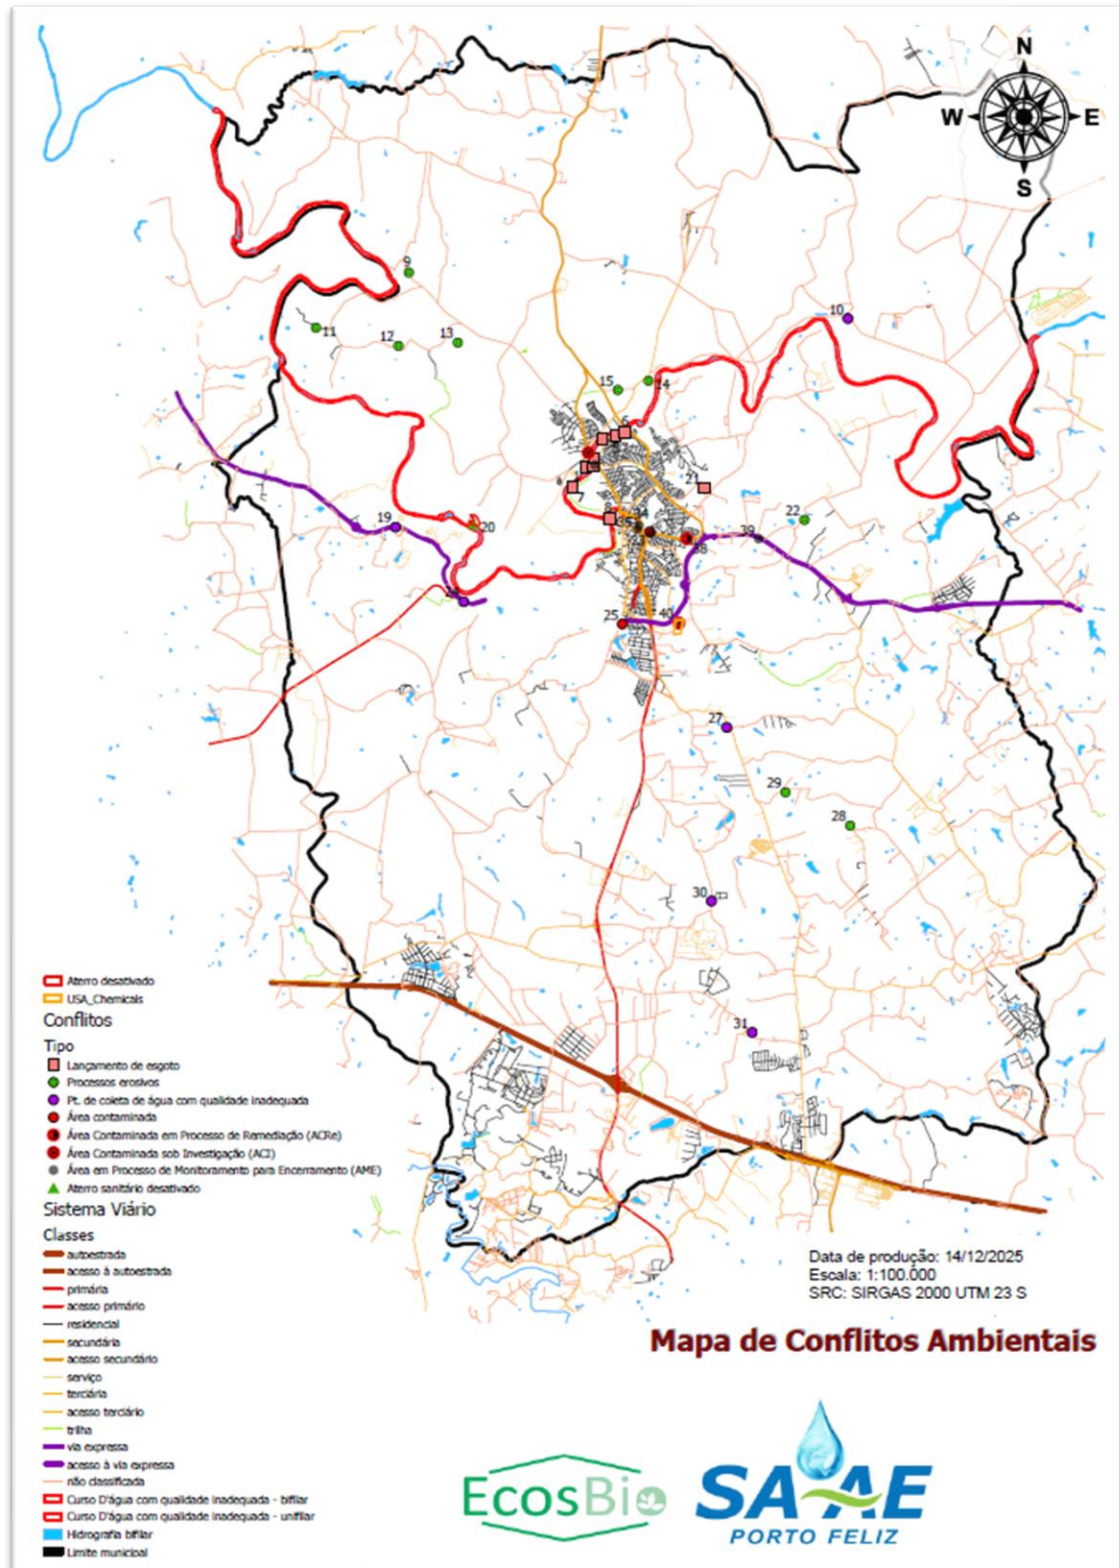 N
W
E
S
9
10
11
12
13
14
15
6
7
21
22
19
20
8
35
38
39
25
40
27
29
28
30
31
Aterro desativado
USA_Chemicals
Conflitos
Tipo
Lançamento de esgoto
Processos erosivos
Pt. de coleta de água com qualidade inadequada
Área contaminada
Área Contaminada em Processo de Remediação (ACRe)
Área Contaminada sob Investigação (ACI)
Área em Processo de Monitoramento para Encerramento (AME)
Aterro sanitário desativado
Sistema Viário
Classes
autoestrada
acesso à autoestrada
primária
acesso primário
residencial
secundária
acesso secundário
serviço
terciária
acesso terciário
trilha
via expressa
acesso à via expressa
não classificada
Curso D'água com qualidade inadequada - bifilar
Curso D'água com qualidade inadequada - unifilar
Hidrografia bifilar
Limite municipal
Data de produção: 14/12/2025
Escala: 1:100.000
SRC: SIRGAS 2000 UTM 23 S
Mapa de Conflitos Ambientais
EcosBio
SAAE
PORTO FELIZ